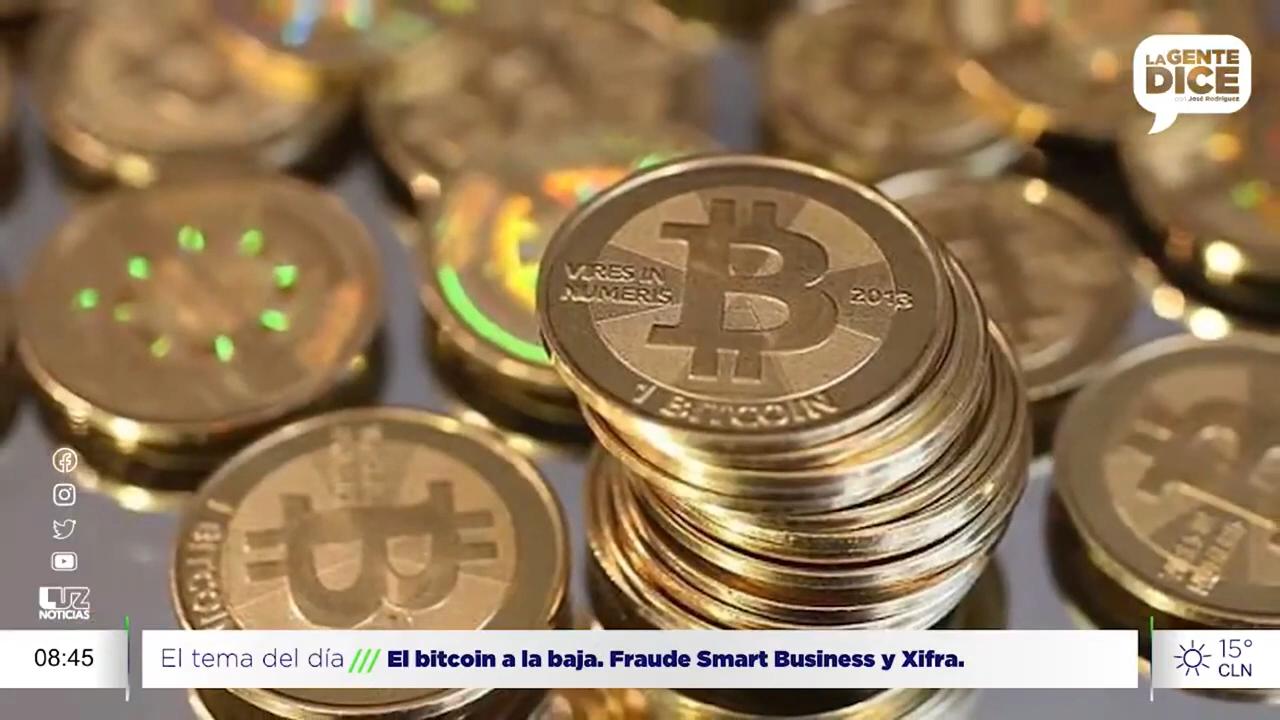 LA GENTE
DICE
con José Rodríguez
VIRES IN
NUMERIS
2013
1 BITCOIN
LUZ
NOTICIAS
08:45
El tema del día /// El bitcoin a la baja. Fraude Smart Business y Xifra.
15°
CLN